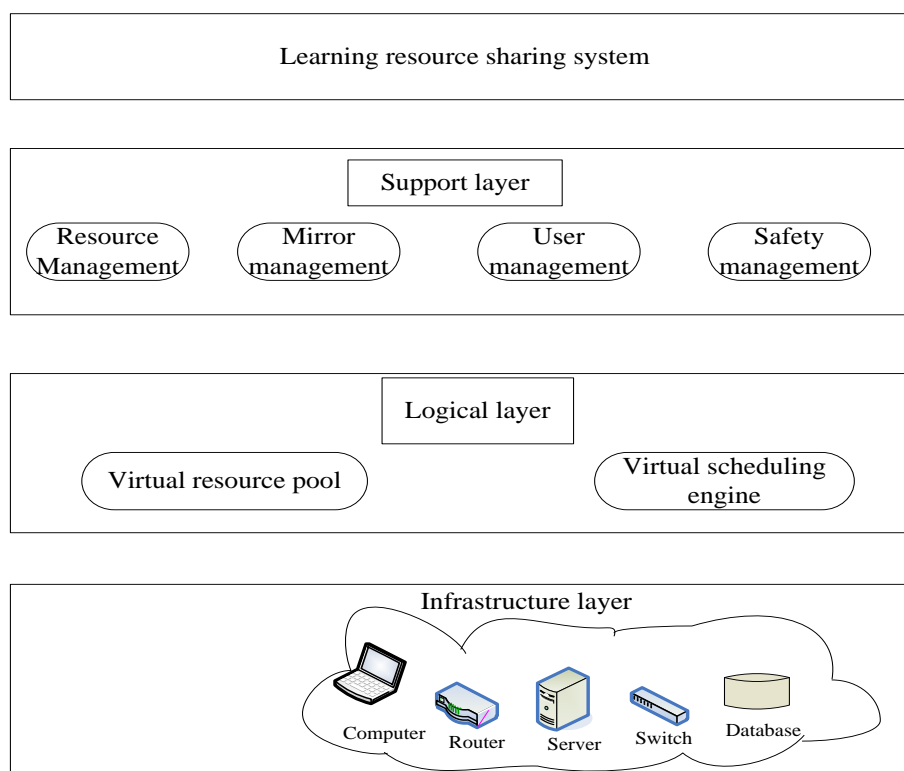 Learning resource sharing system
Support layer
Resource
Management
Mirror
management
User
management
Safety
management
Logical layer
Virtual resource pool
Virtual scheduling
engine
Infrastructure layer
Computer
Router
Server
Switch
Database